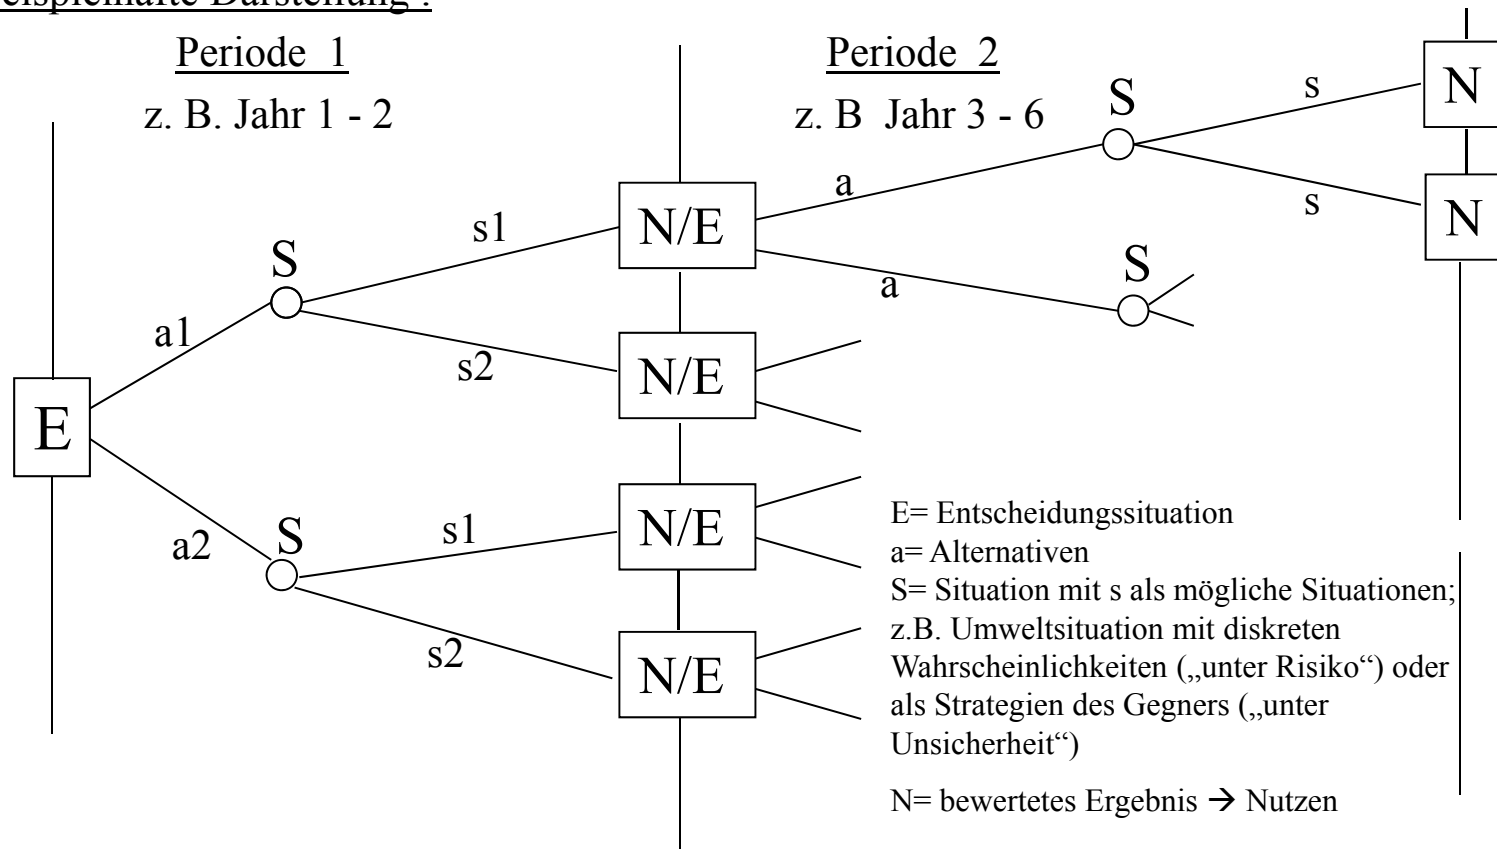 Darstellung :
Periode 1
z. B. Jahr 1 - 2
Periode 2
z. B Jahr 3 - 6
E
a1
a2
S
s1
s2
S
s1
s2
N/E
N/E
N/E
N/E
a
a
S
s
s
S
N
N
E= Entscheidungssituation
a= Alternativen
S= Situation mit s als mögliche Situationen;
z.B. Umweltsituation mit diskreten
Wahrscheinlichkeiten („unter Risiko“) oder
als Strategien des Gegners („unter
Unsicherheit“)
N= bewertetes Ergebnis → Nutzen